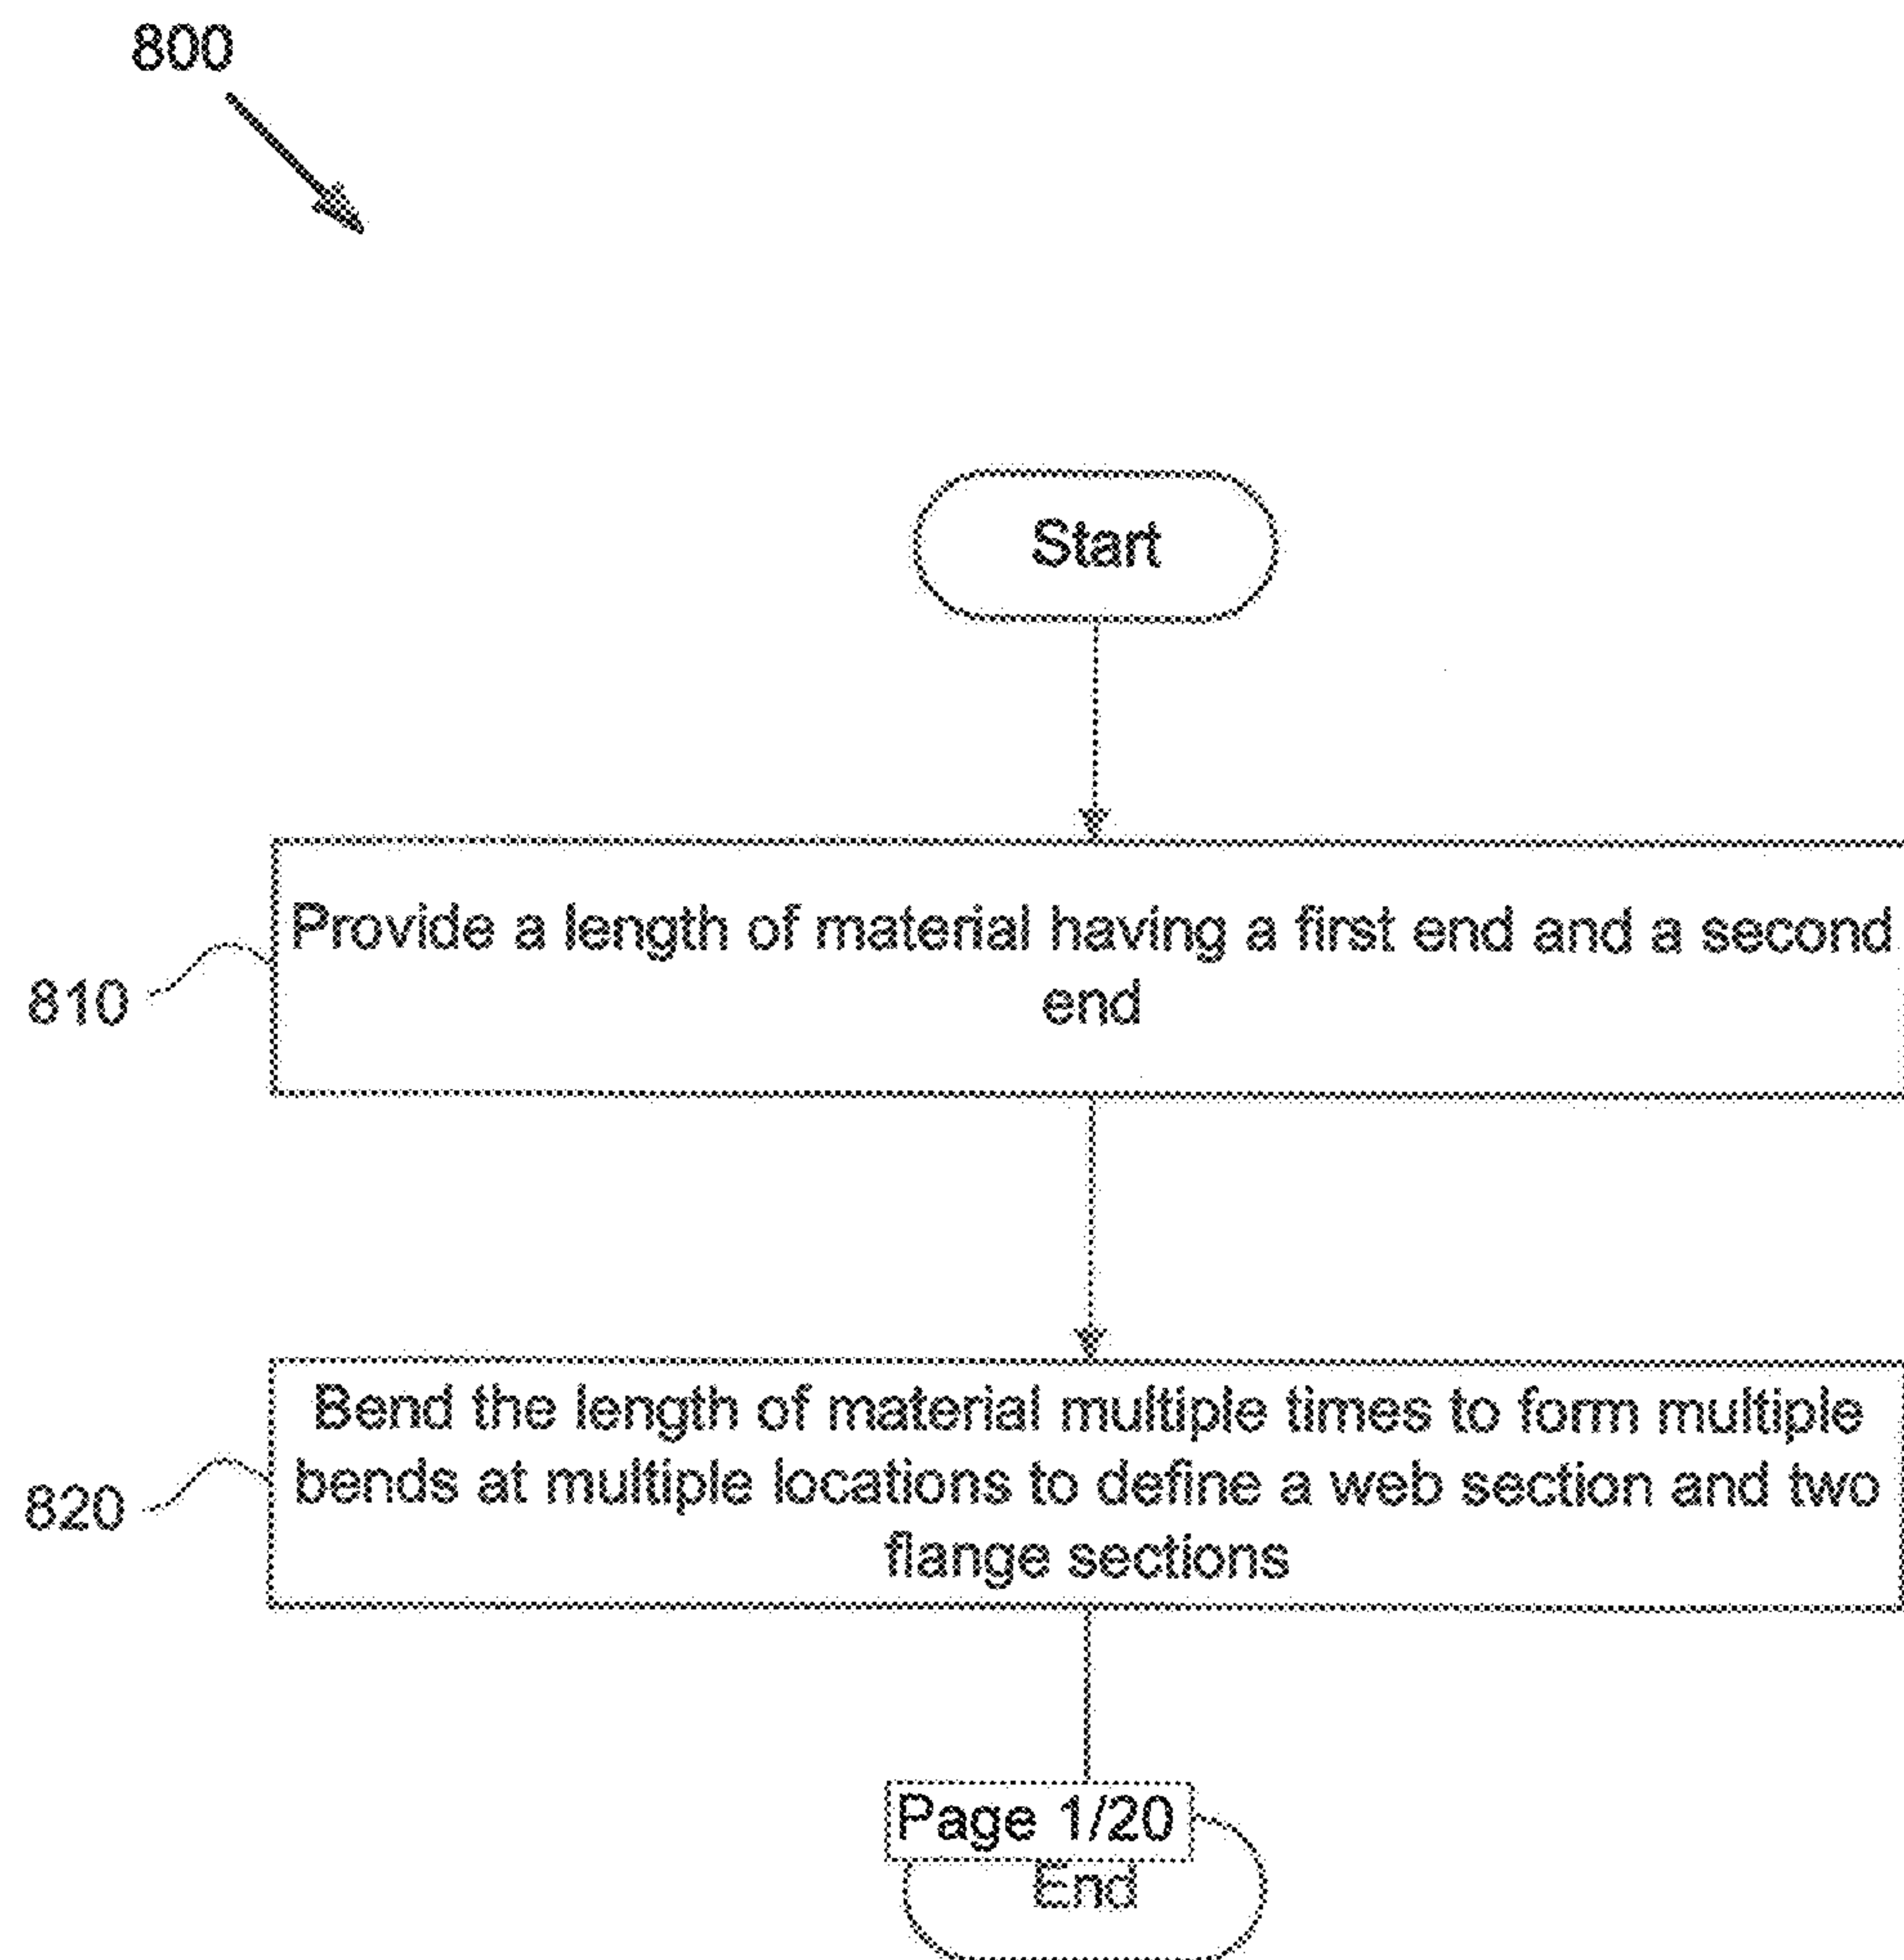 800
Start
Provide a length of material having a first end and a second
end
810
Bend the length of material multiple times to form multiple
bends at multiple locations to define a web section and two
flange sections
820
Page 1/20
End